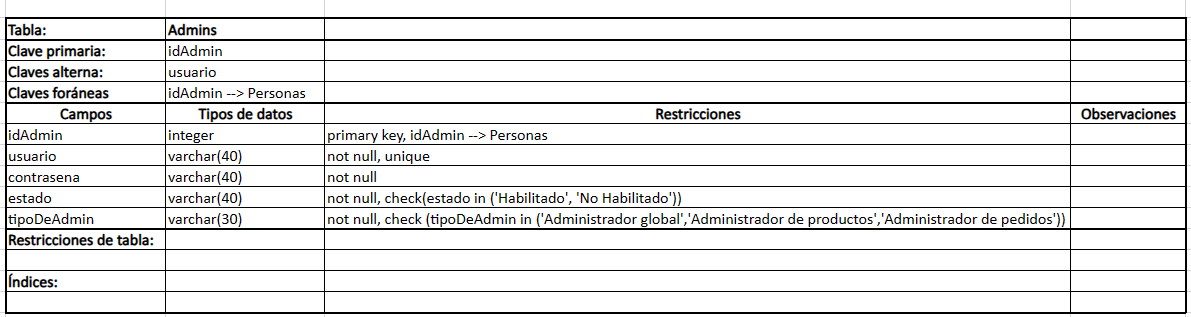 Tabla: Admins
Clave primaria: idAdmin
Claves alterna: usuario
Claves foráneas idAdmin --> Personas
Campos Tipos de datos Restricciones Observaciones
idAdmin integer primary key, idAdmin --> Personas
usuario varchar(40) not null, unique
contrasena varchar(40) not null
estado varchar(40) not null, check(estado in ('Habilitado', 'No Habilitado'))
tipoDeAdmin varchar(30) not null, check (tipoDeAdmin in ('Administrador global','Administrador de productos','Administrador de pedidos'))
Restricciones de tabla:
Índices: